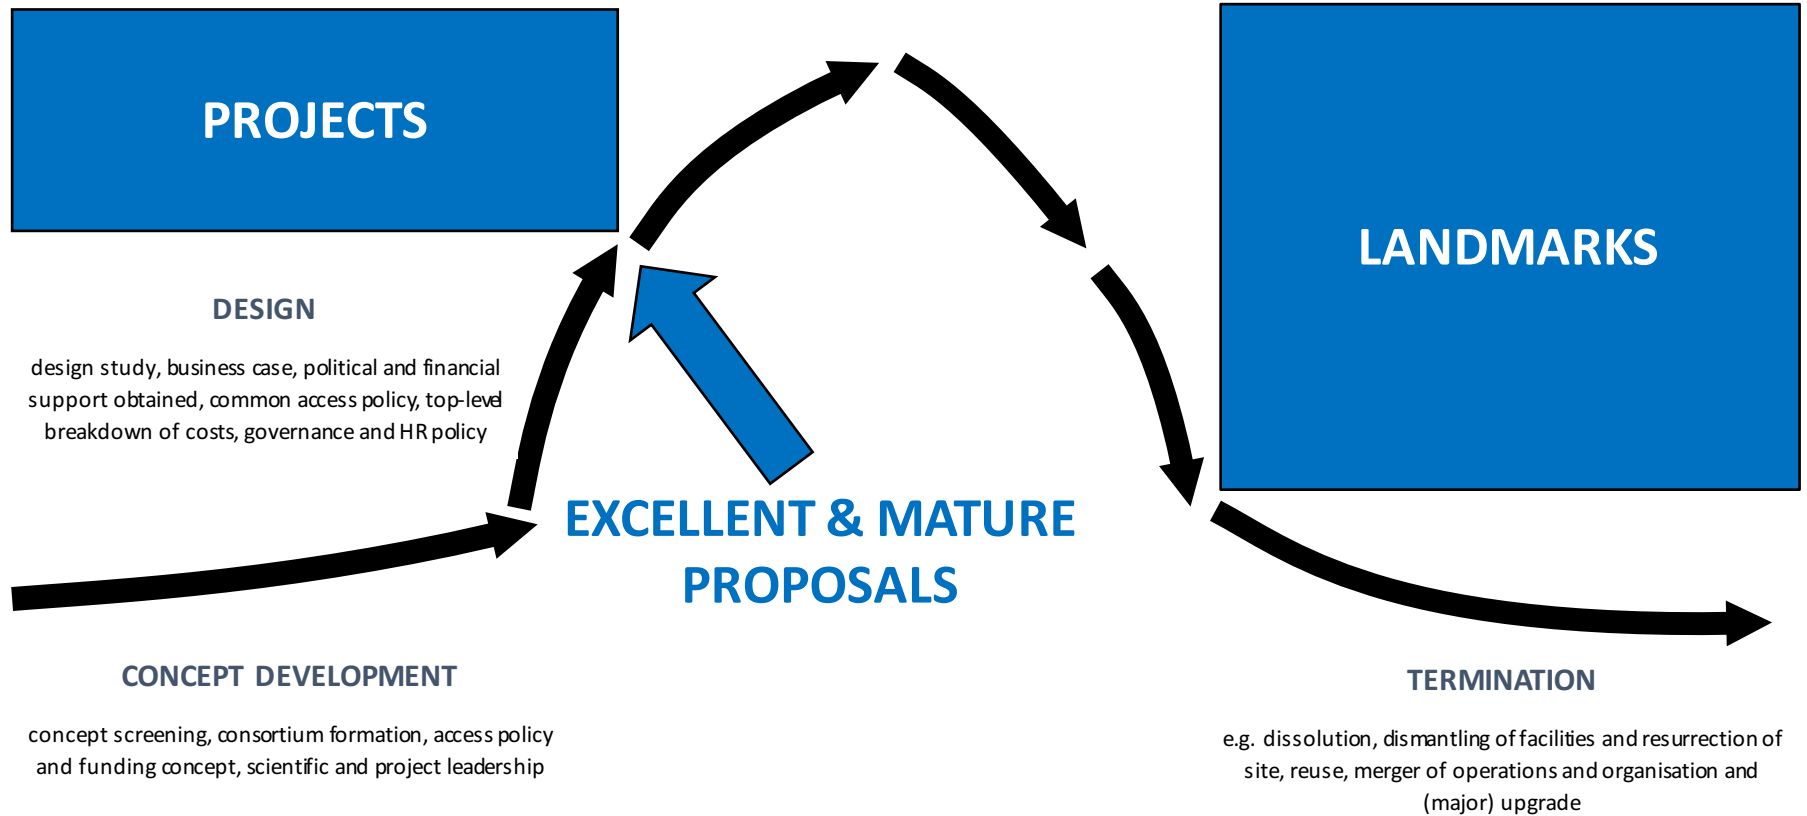 PROJECTS
LANDMARKS
DESIGN
design study, business case, political and financial
support obtained, common access policy, top-level
breakdown of costs, governance and HR policy
EXCELLENT & MATURE
PROPOSALS
CONCEPT DEVELOPMENT
concept screening, consortium formation, access policy
and funding concept, scientific and project leadership
TERMINATION
e.g. dissolution, dismantling of facilities and resurrection of
site, reuse, merger of operations and organisation and
(major) upgrade